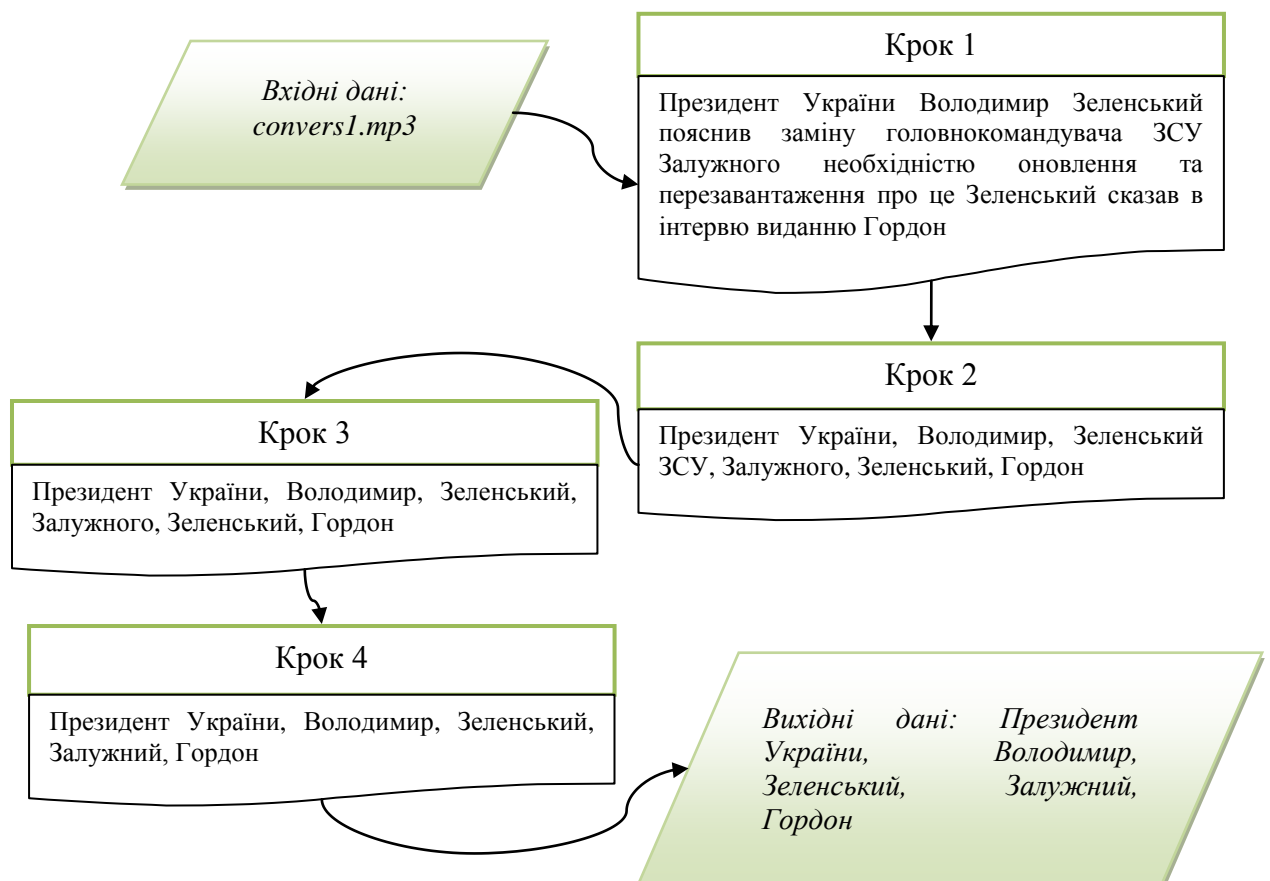 Вхідні дані:
convers1.mp3
Крок 1
Президент України Володимир Зеленський
пояснив заміну головнокомандувача ЗСУ
Залужного необхідністю оновлення та
перезавантаження про це Зеленський сказав в
інтервю виданню Гордон
Крок 2
Президент України, Володимир, Зеленський
ЗСУ, Залужного, Зеленський, Гордон
Крок 3
Президент України, Володимир, Зеленський,
Залужного, Зеленський, Гордон
Крок 4
Президент України, Володимир, Зеленський,
Залужний, Гордон
Вихідні дані: Президент
України, Володимир,
Зеленський, Залужний,
Гордон